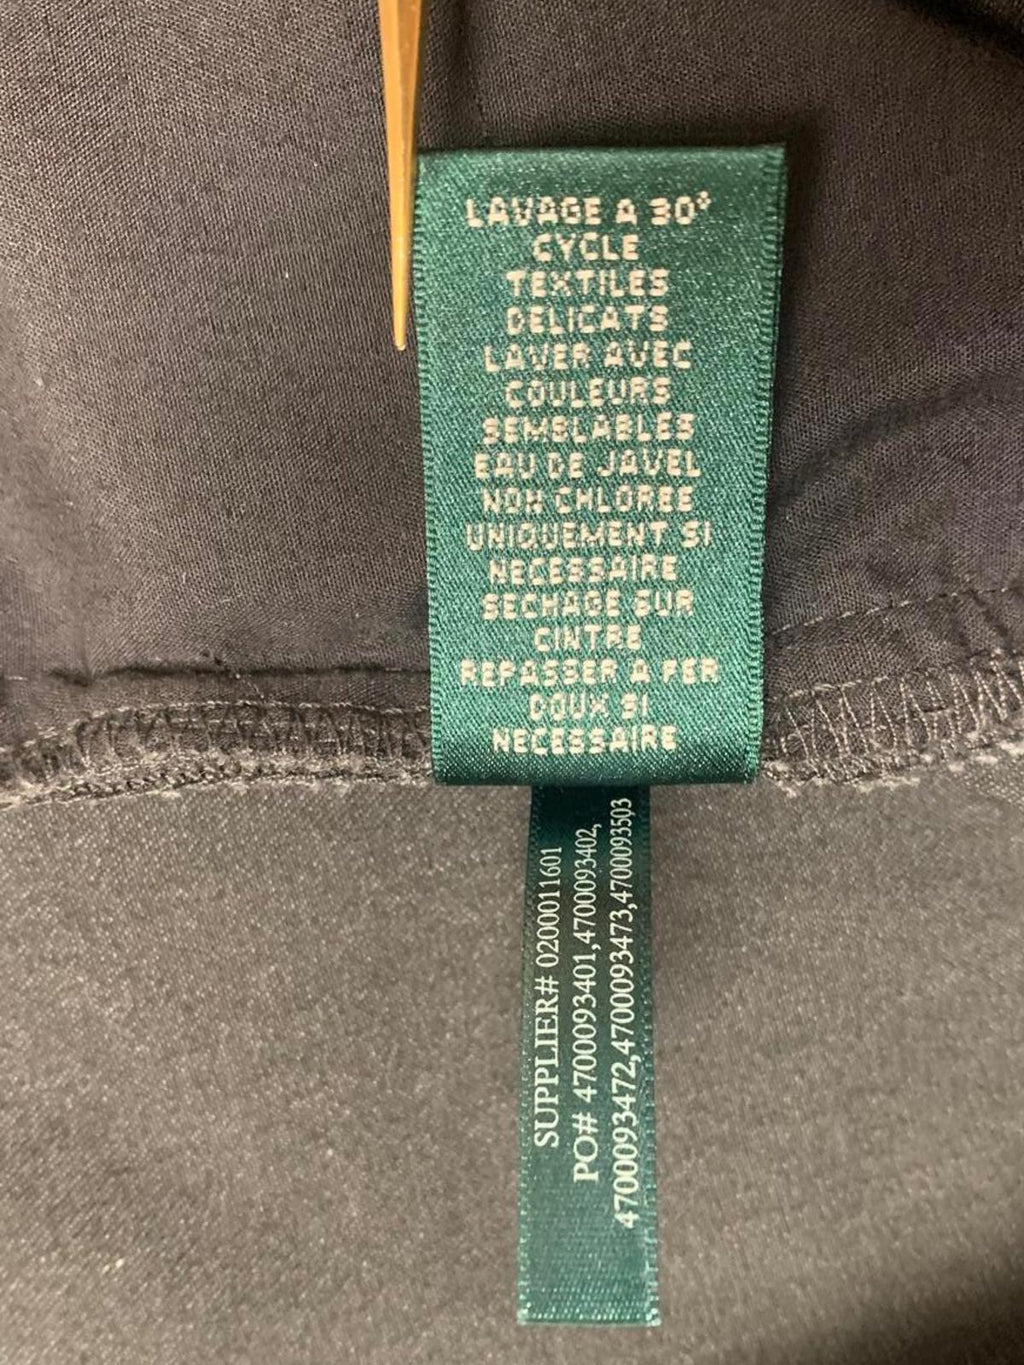 LAVAGE A 30°
CYCLE
TEXTILES
DELICATS
LAVER AVEC
COULEURS
SEMBLABLES
EAU DE JAVEL
NON CHLOREE
UNIQUEMENT SI
NECESSAIRE
SECHAGE SUR
CINTRE
REPASSER A FER
DOUX SI
NECESSAIRE
SUPPLIER# 0200011601
PO# 4700093401,4700093402,
4700093472,4700093473,4700093503